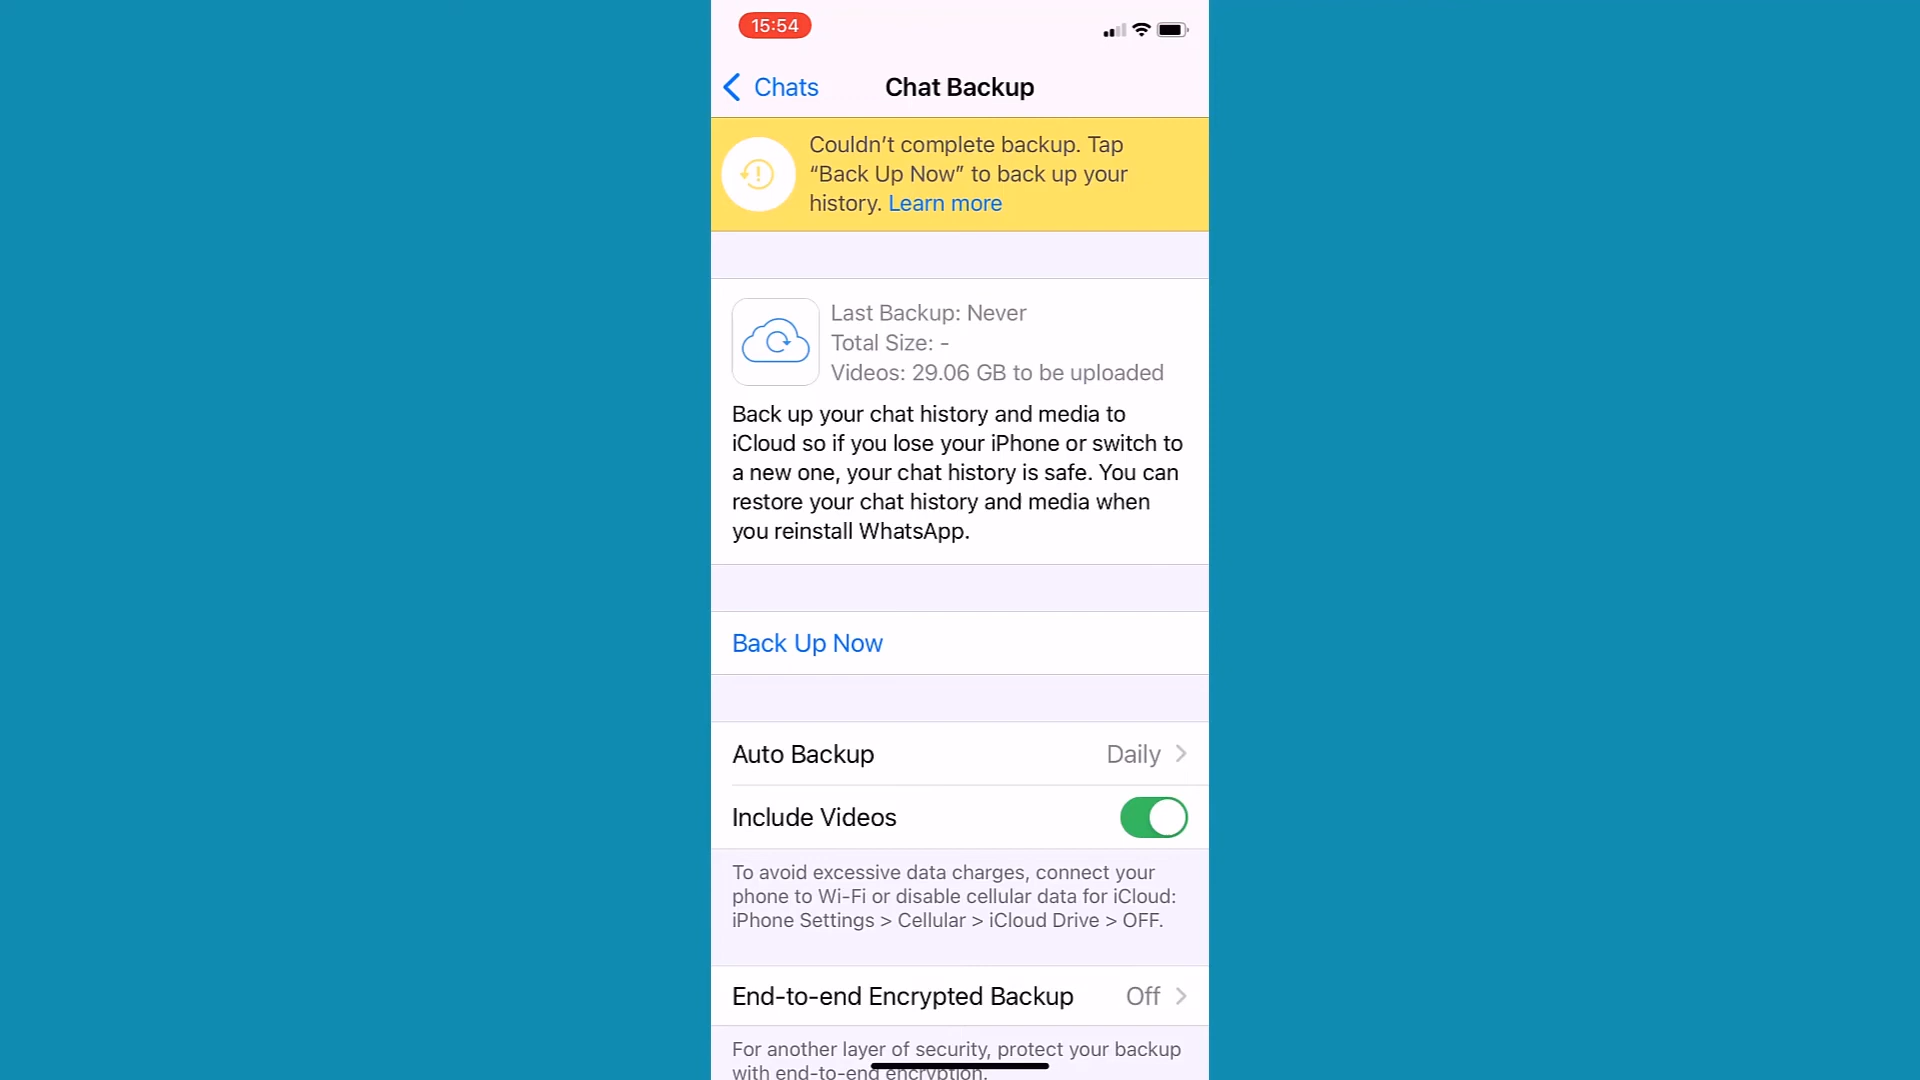 15:54
Chats
Chat Backup
Couldn’t complete backup. Tap
“Back Up Now” to back up your
history. Learn more
Last Backup: Never
Total Size: -
Videos: 29.06 GB to be uploaded
Back up your chat history and media to
iCloud so if you lose your iPhone or switch to
a new one, your chat history is safe. You can
restore your chat history and media when
you reinstall WhatsApp.
Back Up Now
Auto Backup Daily
Include Videos
To avoid excessive data charges, connect your
phone to Wi-Fi or disable cellular data for iCloud:
iPhone Settings > Cellular > iCloud Drive > OFF.
End-to-end Encrypted Backup Off
For another layer of security, protect your backup
with end-to-end encryption.